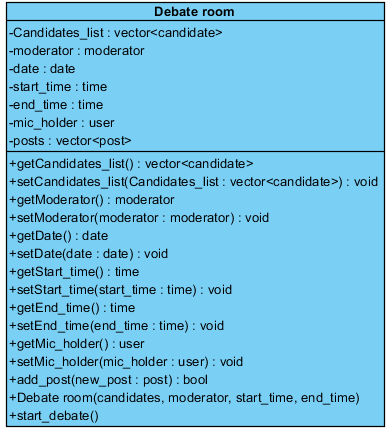 Debate room
-Candidates_list : vector<candidate>
-moderator : moderator
-date : date
-start_time : time
-end_time : time
-mic_holder : user
-posts : vector<post>
+getCandidates_list() : vector<candidate>
+setCandidates_list(Candidates_list : vector<candidate>) : void
+getModerator() : moderator
+setModerator(moderator : moderator) : void
+getDate() : date
+setDate(date : date) : void
+getStart_time() : time
+setStart_time(start_time : time) : void
+getEnd_time() : time
+setEnd_time(end_time : time) : void
+getMic_holder() : user
+setMic_holder(mic_holder : user) : void
+add_post(new_post : post) : bool
+Debate room(candidates, moderator, start_time, end_time)
+start_debate()